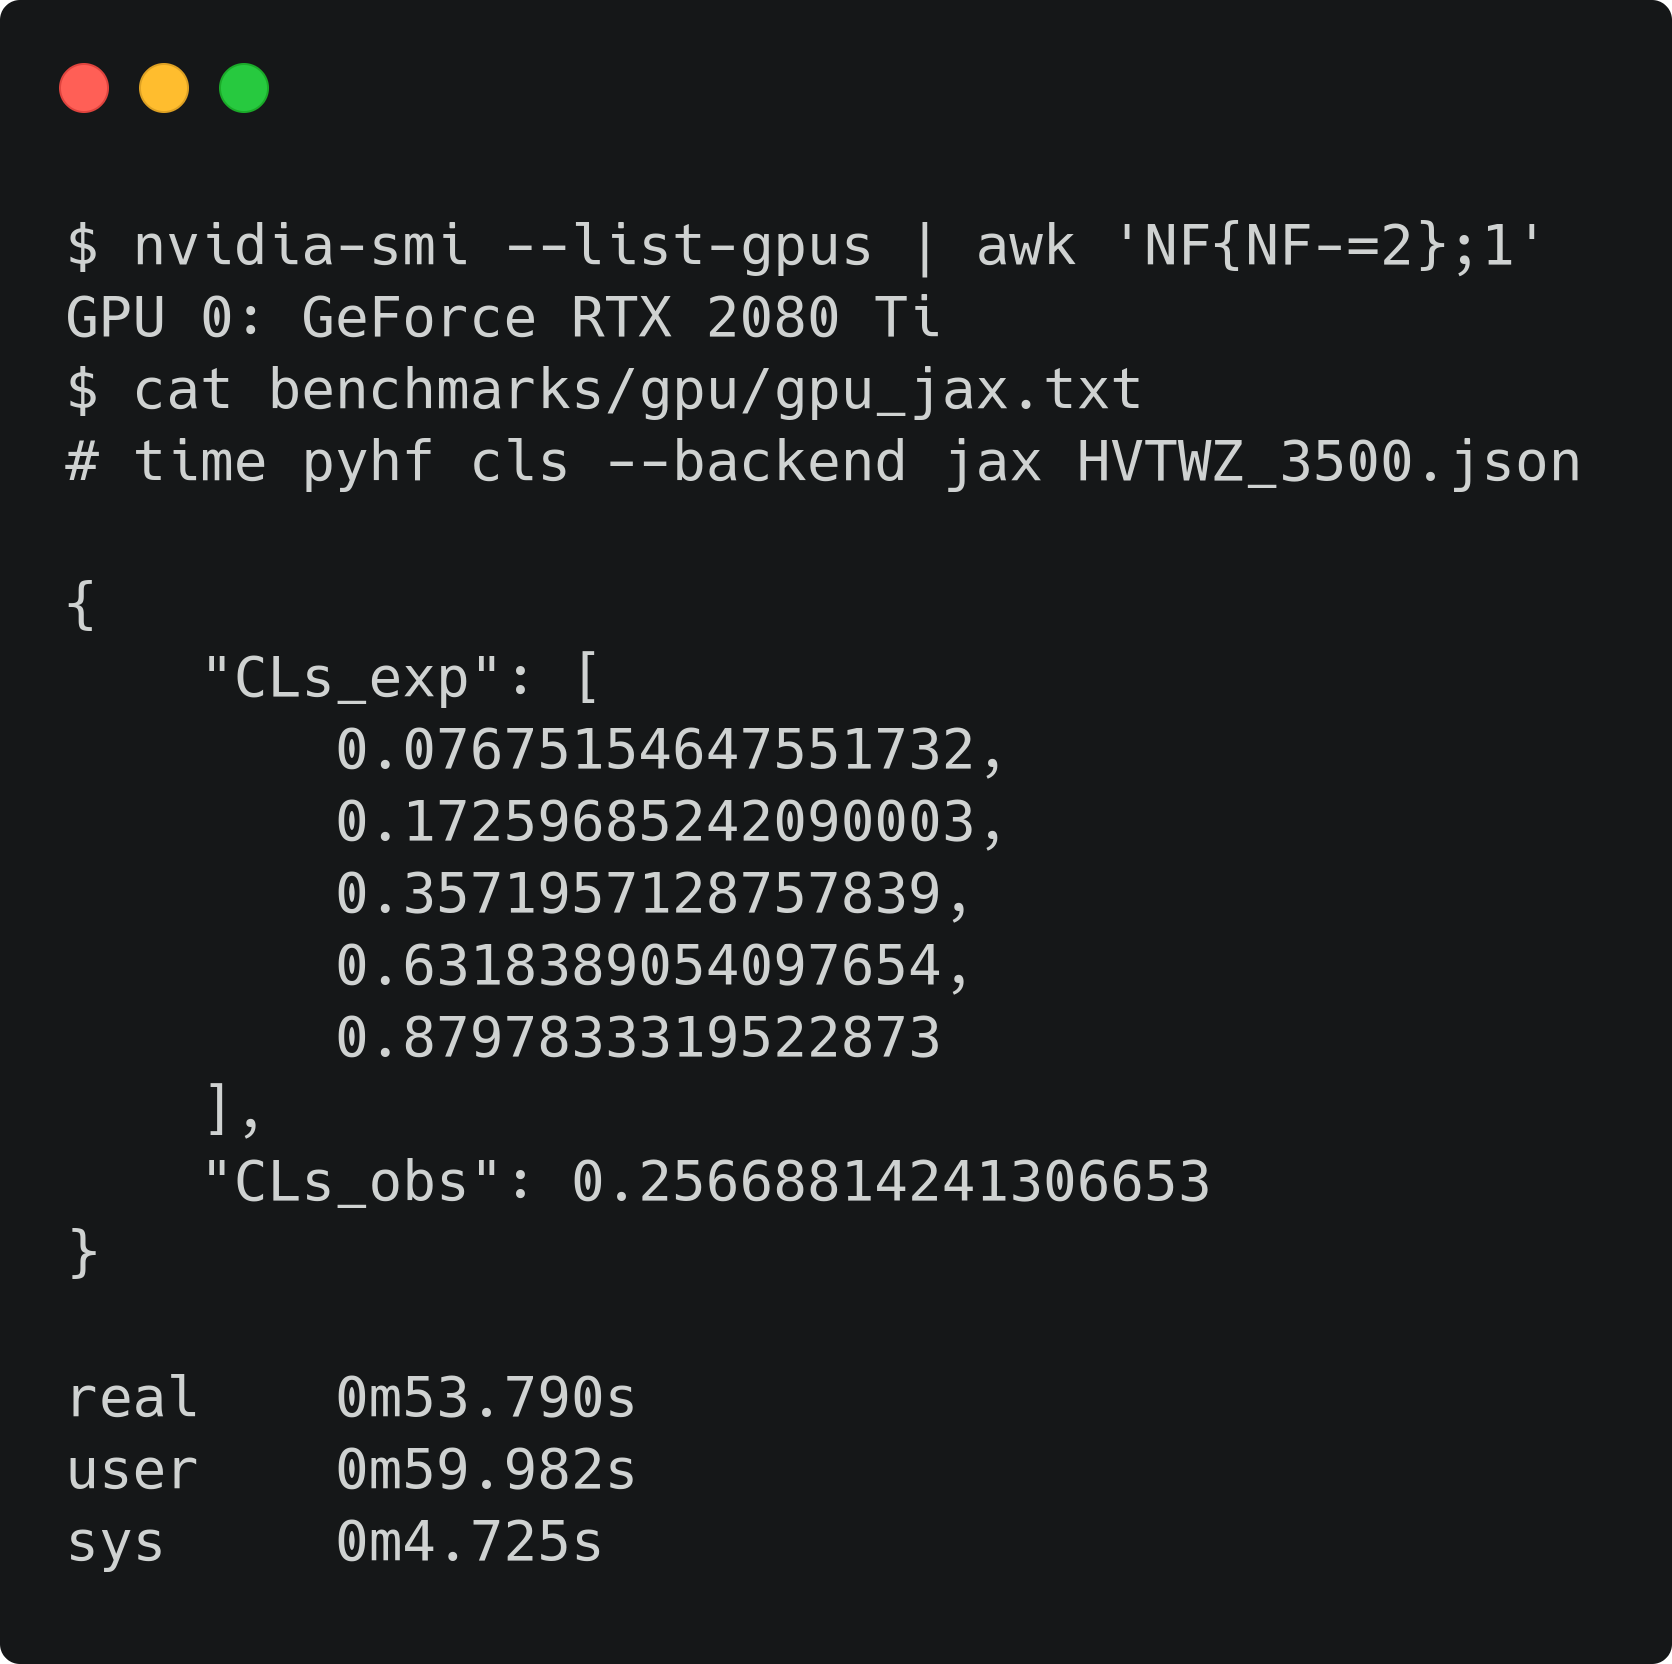 $ nvidia-smi --list-gpus | awk 'NF{NF-=2};1'
GPU 0: GeForce RTX 2080 Ti
$ cat benchmarks/gpu/gpu_jax.txt
# time pyhf cls --backend jax HVTWZ_3500.json

{
    "CLs_exp": [
        0.07675154647551732,
        0.17259685242090003,
        0.3571957128757839,
        0.6318389054097654,
        0.8797833319522873
    ],
    "CLs_obs": 0.25668814241306653
}

real    0m53.790s
user    0m59.982s
sys     0m4.725s